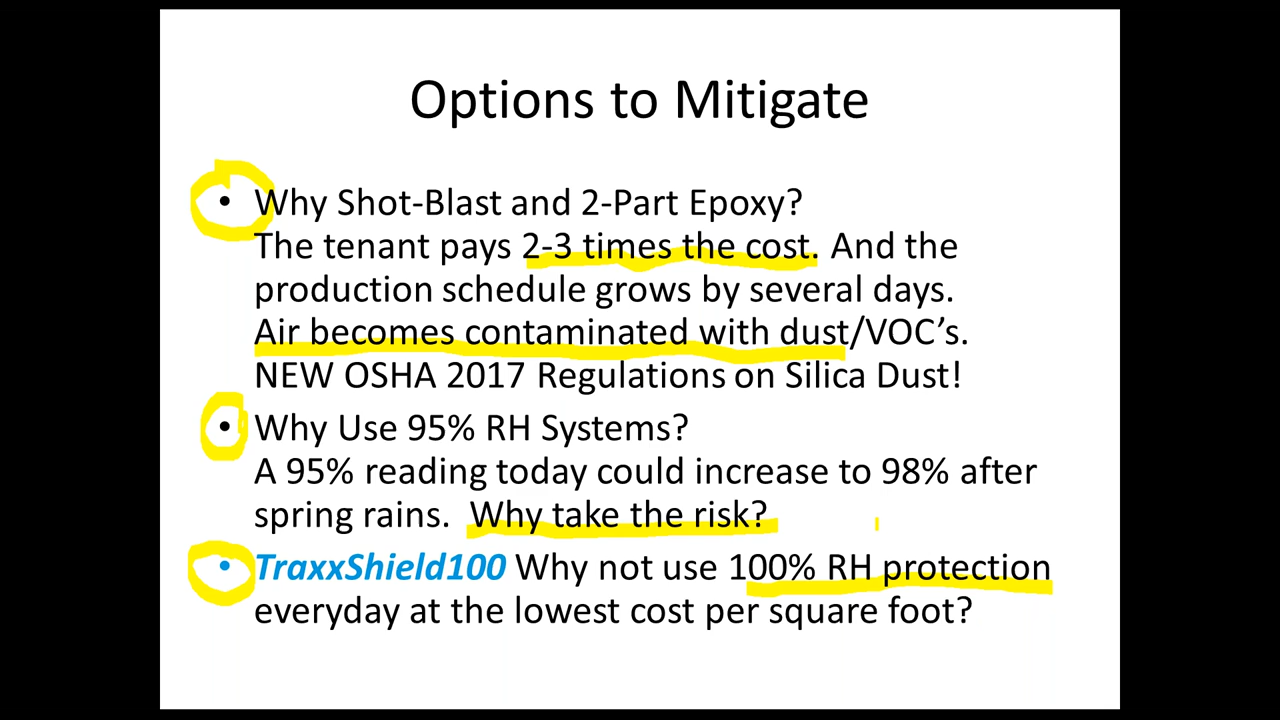 Options to Mitigate
• Why Shot-Blast and 2-Part Epoxy?
The tenant pays 2-3 times the cost. And the
production schedule grows by several days.
Air becomes contaminated with dust/VOC’s.
NEW OSHA 2017 Regulations on Silica Dust!
• Why Use 95% RH Systems?
A 95% reading today could increase to 98% after
spring rains.  Why take the risk?
• TraxxShield100 Why not use 100% RH protection
everyday at the lowest cost per square foot?